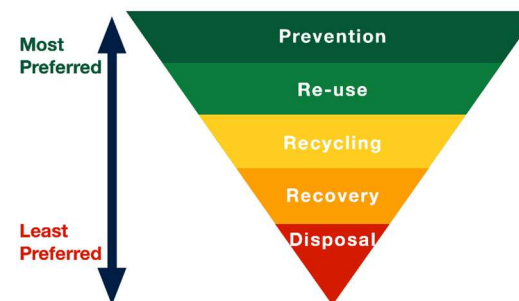 Most
Preferred
Prevention
Re-use
Recycling
Recovery
Least
Preferred
Disposal